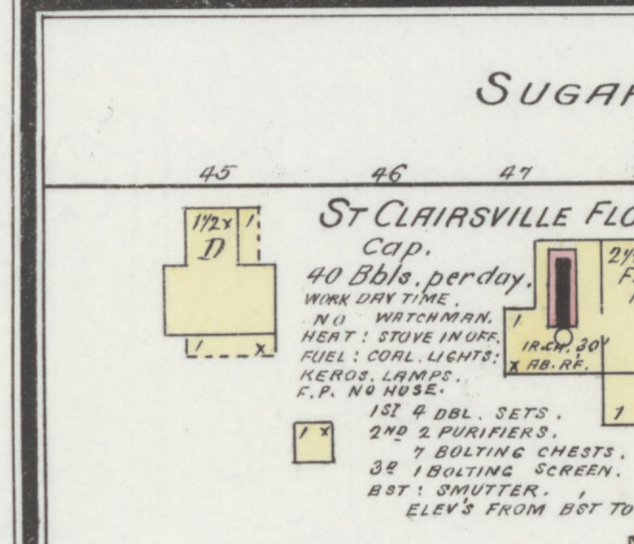 SUGAR
45 46 47
ST CLAIRSVILLE FLO
Cap.
40 Bbls. per day.
WORK DAY TIME.
NO WATCHMAN.
HEAT: STOVE IN OFF.
FUEL: COAL. LIGHTS:
KEROS. LAMPS.
F.P. NO HOSE.
1ST 4 DBL. SETS.
2ND 2 PURIFIERS.
7 BOLTING CHESTS.
3D 1 BOLTING SCREEN.
BST: SMUTTER.
ELEV'S FROM BST TO
1½x 1
D
1 x
1 x
2½
F
1
IR.CH. 30'
x AB. RF.
1